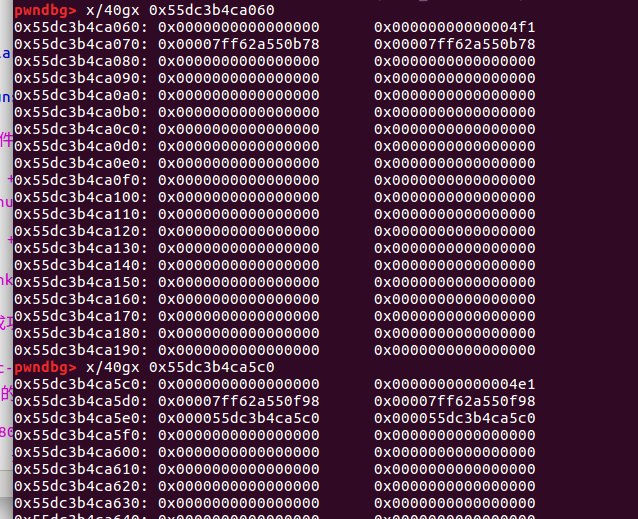 pwndbg> x/40gx 0x55dc3b4ca060
0x55dc3b4ca060: 0x0000000000000000 0x00000000000004f1
0x55dc3b4ca070: 0x00007ff62a550b78 0x00007ff62a550b78
0x55dc3b4ca080: 0x0000000000000000 0x0000000000000000
0x55dc3b4ca090: 0x0000000000000000 0x0000000000000000
0x55dc3b4ca0a0: 0x0000000000000000 0x0000000000000000
0x55dc3b4ca0b0: 0x0000000000000000 0x0000000000000000
0x55dc3b4ca0c0: 0x0000000000000000 0x0000000000000000
0x55dc3b4ca0d0: 0x0000000000000000 0x0000000000000000
0x55dc3b4ca0e0: 0x0000000000000000 0x0000000000000000
0x55dc3b4ca0f0: 0x0000000000000000 0x0000000000000000
0x55dc3b4ca100: 0x0000000000000000 0x0000000000000000
0x55dc3b4ca110: 0x0000000000000000 0x0000000000000000
0x55dc3b4ca120: 0x0000000000000000 0x0000000000000000
0x55dc3b4ca130: 0x0000000000000000 0x0000000000000000
0x55dc3b4ca140: 0x0000000000000000 0x0000000000000000
0x55dc3b4ca150: 0x0000000000000000 0x0000000000000000
0x55dc3b4ca160: 0x0000000000000000 0x0000000000000000
0x55dc3b4ca170: 0x0000000000000000 0x0000000000000000
0x55dc3b4ca180: 0x0000000000000000 0x0000000000000000
0x55dc3b4ca190: 0x0000000000000000 0x0000000000000000
pwndbg> x/40gx 0x55dc3b4ca5c0
0x55dc3b4ca5c0: 0x0000000000000000 0x00000000000004e1
0x55dc3b4ca5d0: 0x00007ff62a550f98 0x00007ff62a550f98
0x55dc3b4ca5e0: 0x000055dc3b4ca5c0 0x000055dc3b4ca5c0
0x55dc3b4ca5f0: 0x0000000000000000 0x0000000000000000
0x55dc3b4ca600: 0x0000000000000000 0x0000000000000000
0x55dc3b4ca610: 0x0000000000000000 0x0000000000000000
0x55dc3b4ca620: 0x0000000000000000 0x0000000000000000
0x55dc3b4ca630: 0x0000000000000000 0x0000000000000000
0x55dc3b4ca640: 0x0000000000000000 0x0000000000000000